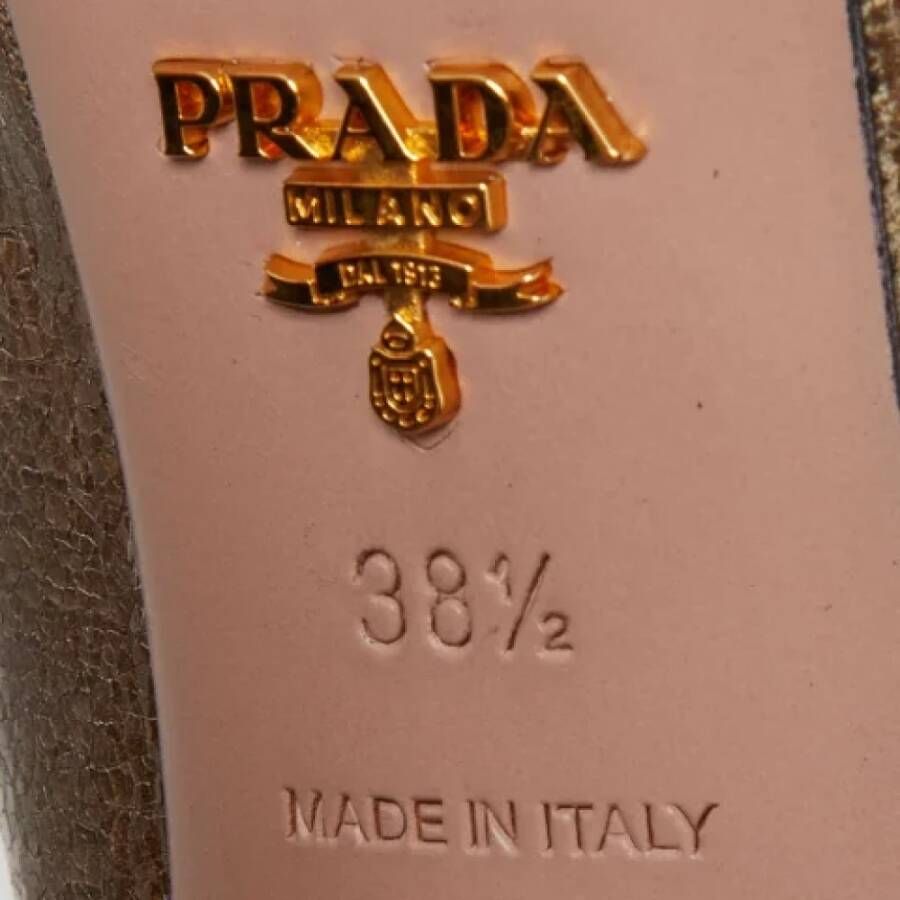 PRADA
MILANO
DAL 1913
38½
MADE IN ITALY